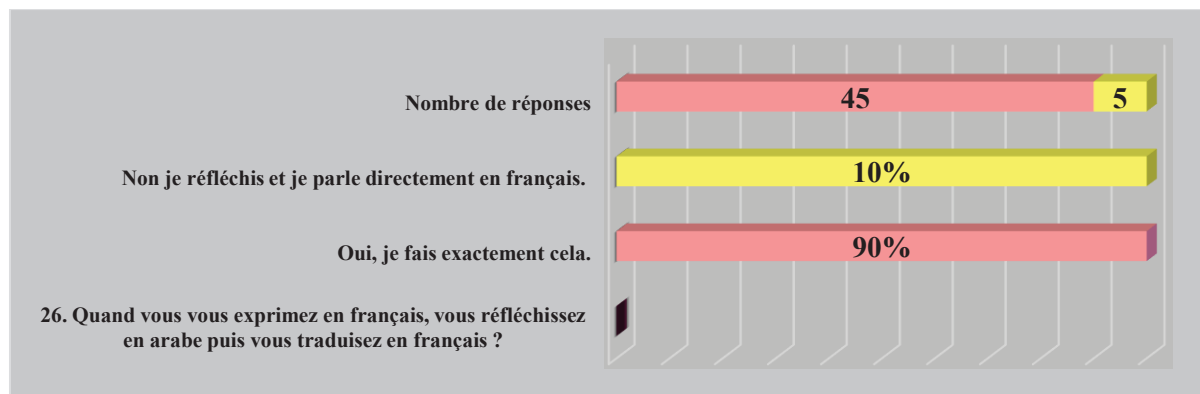 Nombre de réponses
45
5
Non je réfléchis et je parle directement en français.
10%
Oui, je fais exactement cela.
90%
26. Quand vous vous exprimez en français, vous réfléchissez
en arabe puis vous traduisez en français ?